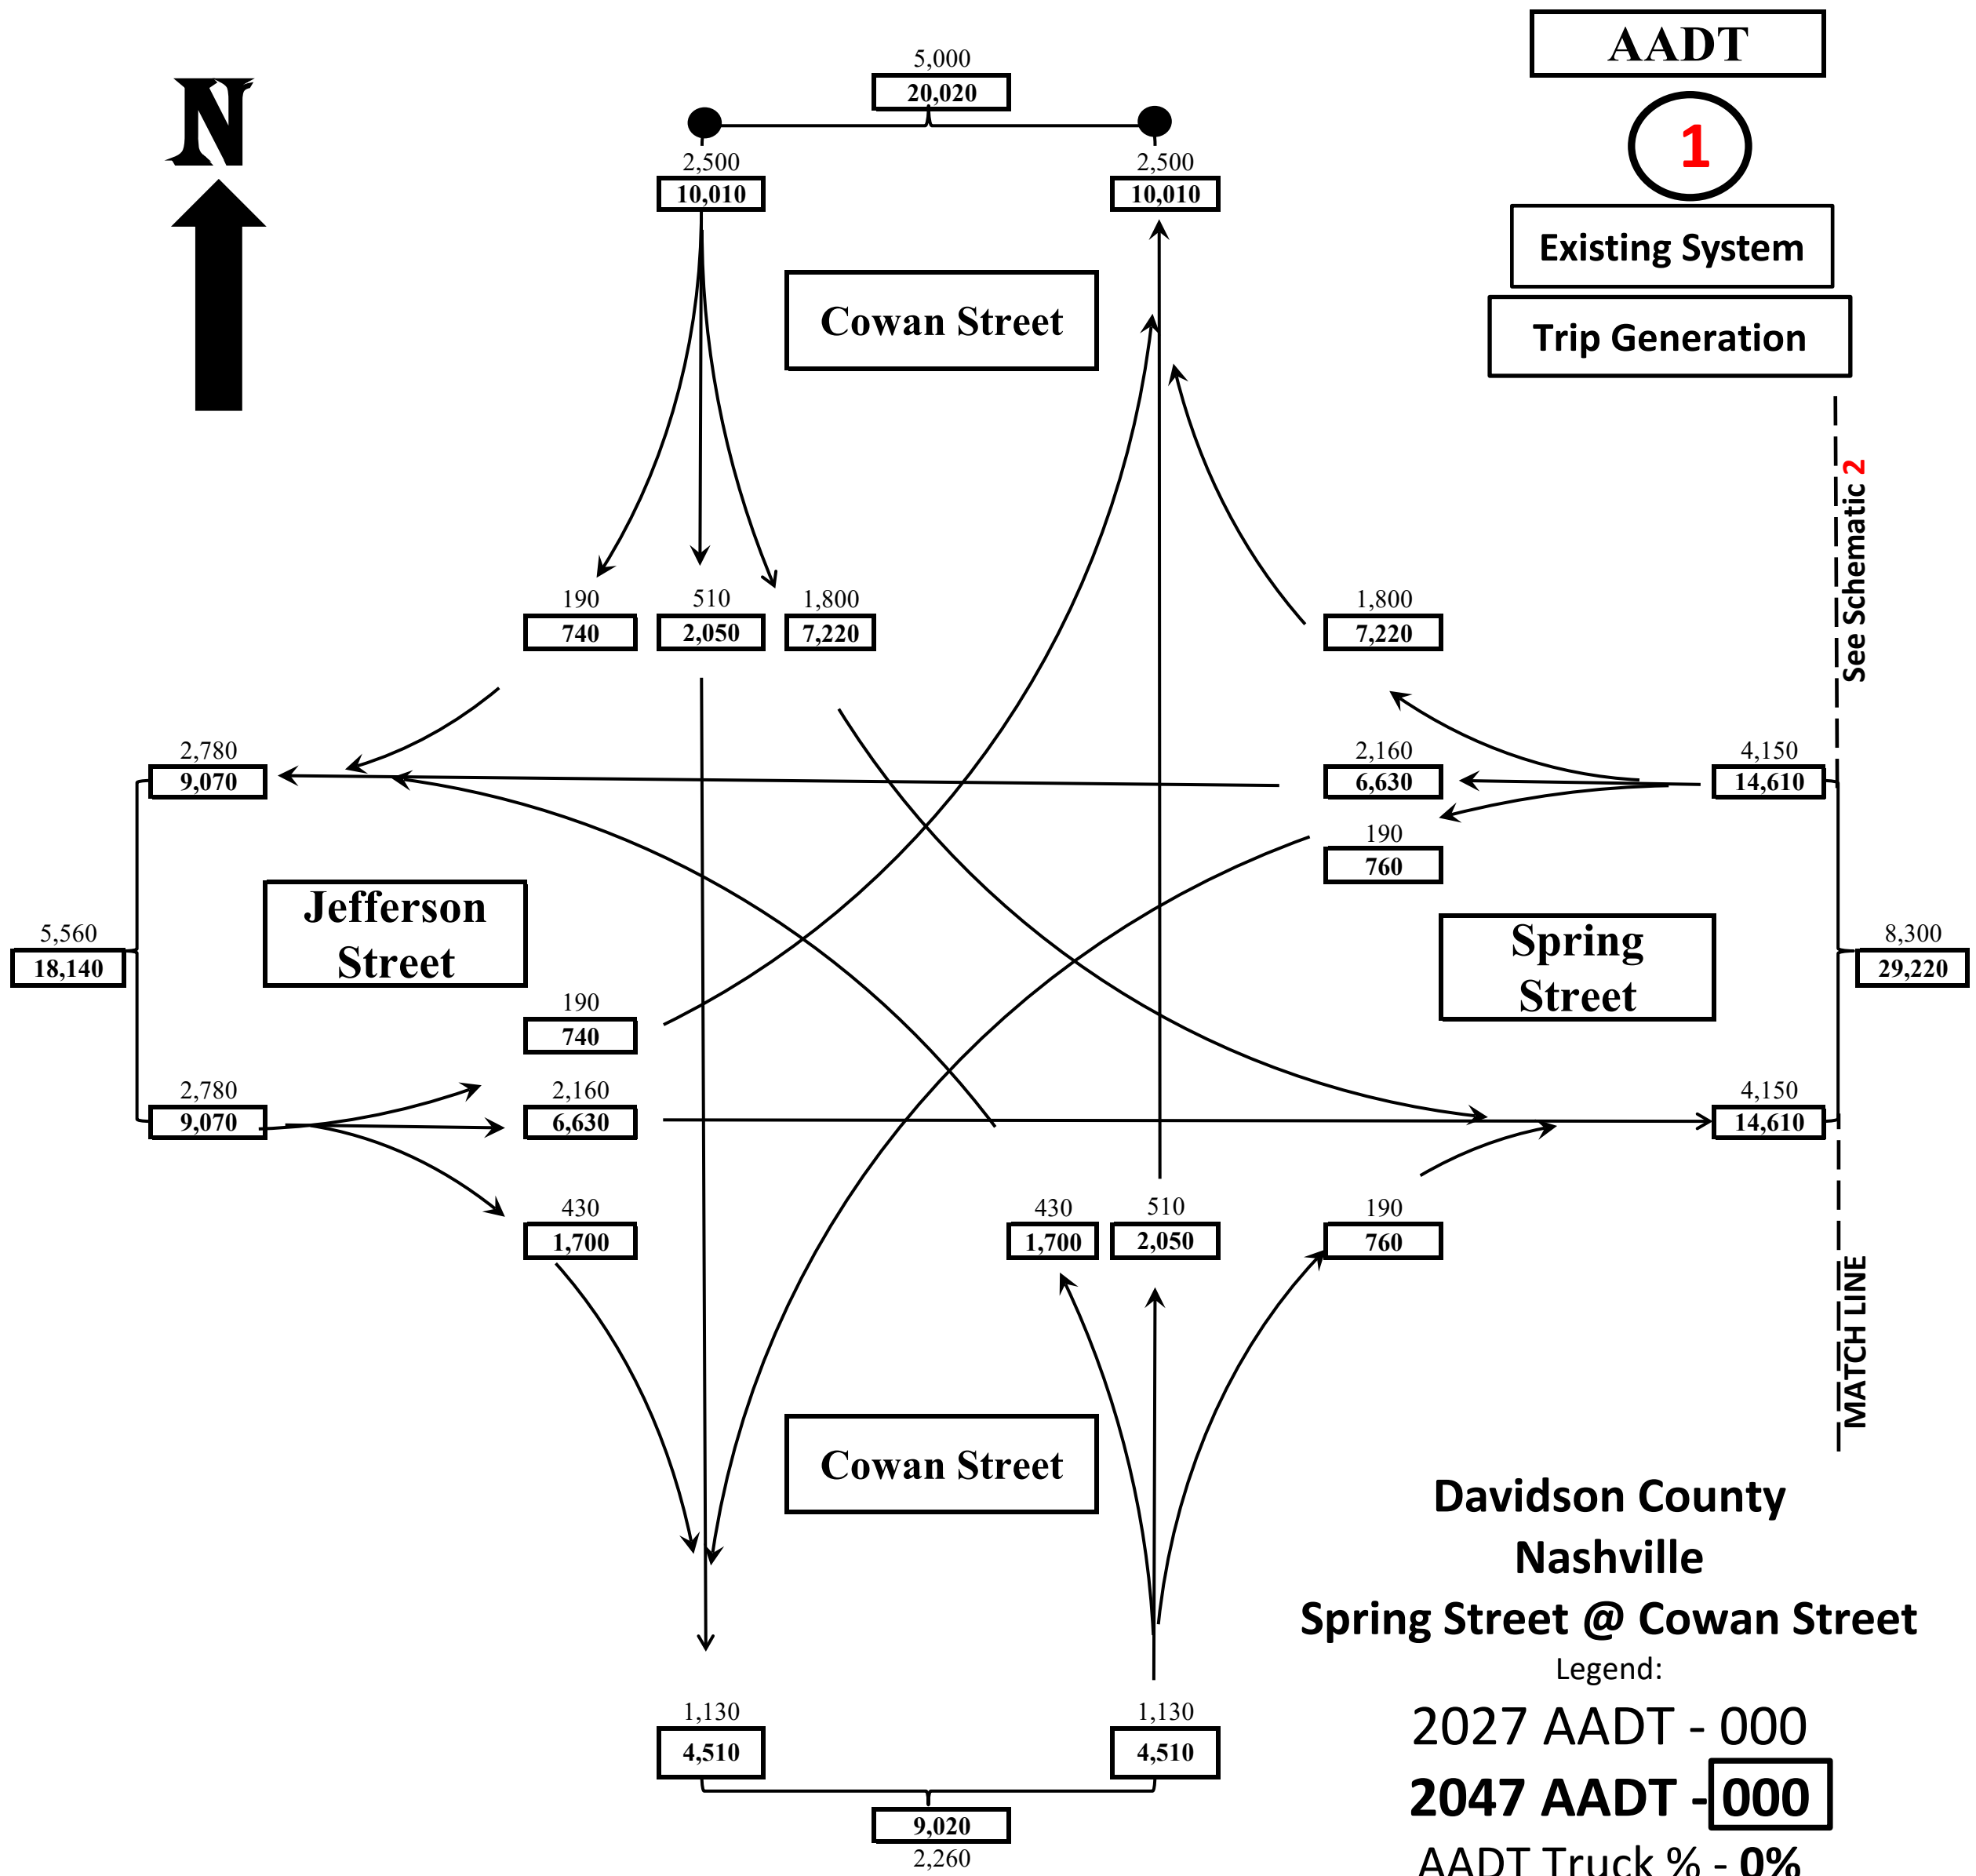 AADT
5,000
20,020
N
1
2,500
10,010
2,500
10,010
Existing System
Cowan Street
Trip Generation
See Schematic 2
190
740
510
2,050
1,800
7,220
1,800
7,220
2,780
9,070
2,160
6,630
4,150
14,610
190
760
Jefferson
Street
Spring
Street
5,560
18,140
8,300
29,220
190
740
2,780
9,070
2,160
6,630
4,150
14,610
430
1,700
430
1,700
510
2,050
190
760
MATCH LINE
Cowan Street
Davidson County
Nashville
Spring Street @ Cowan Street
Legend:
1,130
4,510
1,130
4,510
2027 AADT - 000
2047 AADT - 000
9,020
2,260
AADT Truck % - 0%